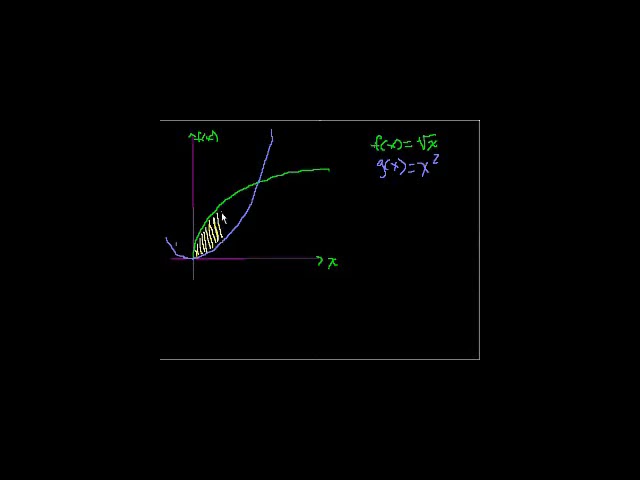 f(x)
f(x)=√x
g(x)=x²
x